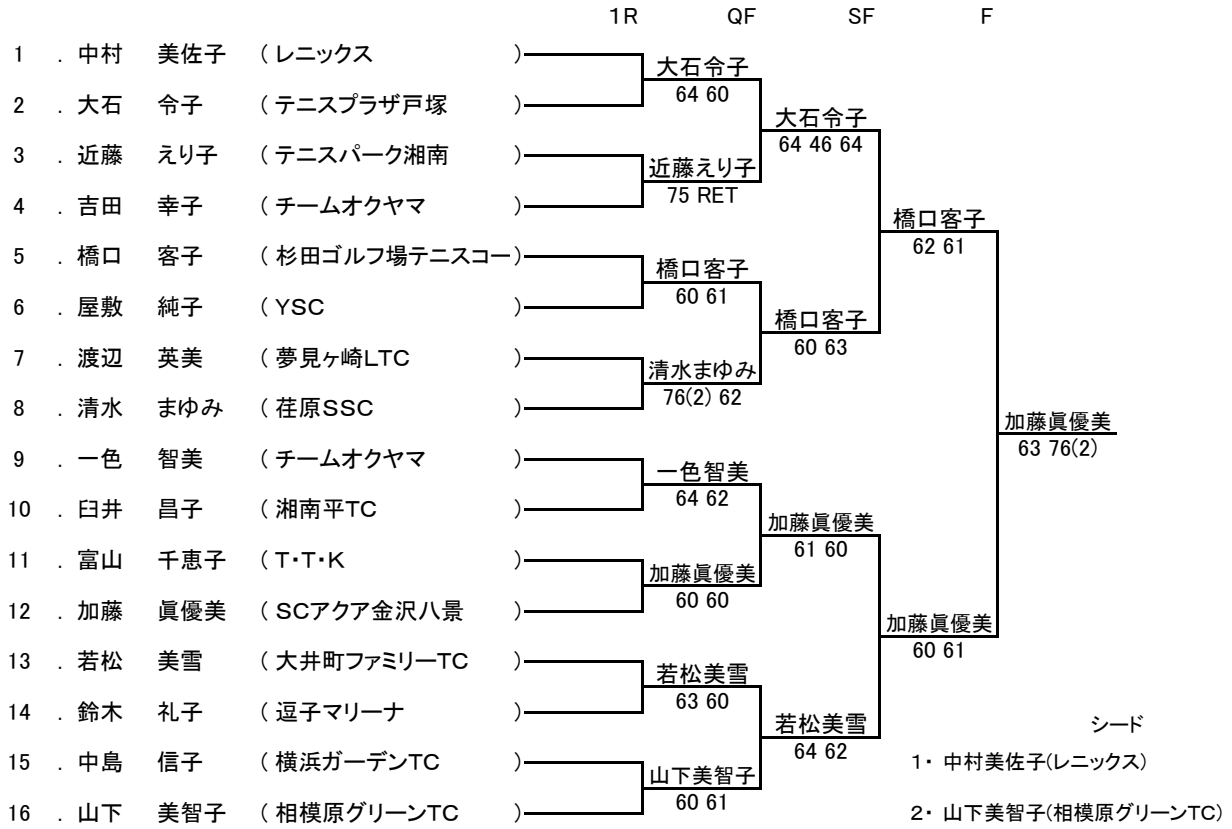 1R QF SF F
1 . 中村 美佐子 ( レニックス )
大石令子
64 60
2 . 大石 令子 ( テニスプラザ戸塚 )
大石令子
64 46 64
3 . 近藤 えり子 ( テニスパーク湘南 )
近藤えり子
75 RET
4 . 吉田 幸子 ( チームオクヤマ )
橋口客子
62 61
5 . 橋口 客子 ( 杉田ゴルフ場テニスコー )
橋口客子
60 61
6 . 屋敷 純子 ( YSC )
橋口客子
60 63
7 . 渡辺 英美 ( 夢見ヶ崎LTC )
清水まゆみ
76(2) 62
8 . 清水 まゆみ ( 荏原SSC )
加藤眞優美
63 76(2)
9 . 一色 智美 ( チームオクヤマ )
一色智美
64 62
10 . 臼井 昌子 ( 湘南平TC )
加藤眞優美
61 60
11 . 富山 千恵子 ( T・T・K )
加藤眞優美
60 60
12 . 加藤 眞優美 ( SCアクア金沢八景 )
加藤眞優美
60 61
13 . 若松 美雪 ( 大井町ファミリーTC )
若松美雪
63 60
14 . 鈴木 礼子 ( 逗子マリーナ )
若松美雪
64 62
シード
15 . 中島 信子 ( 横浜ガーデンTC )
1・ 中村美佐子(レニックス)
山下美智子
60 61
16 . 山下 美智子 ( 相模原グリーンTC )
2・ 山下美智子(相模原グリーンTC)